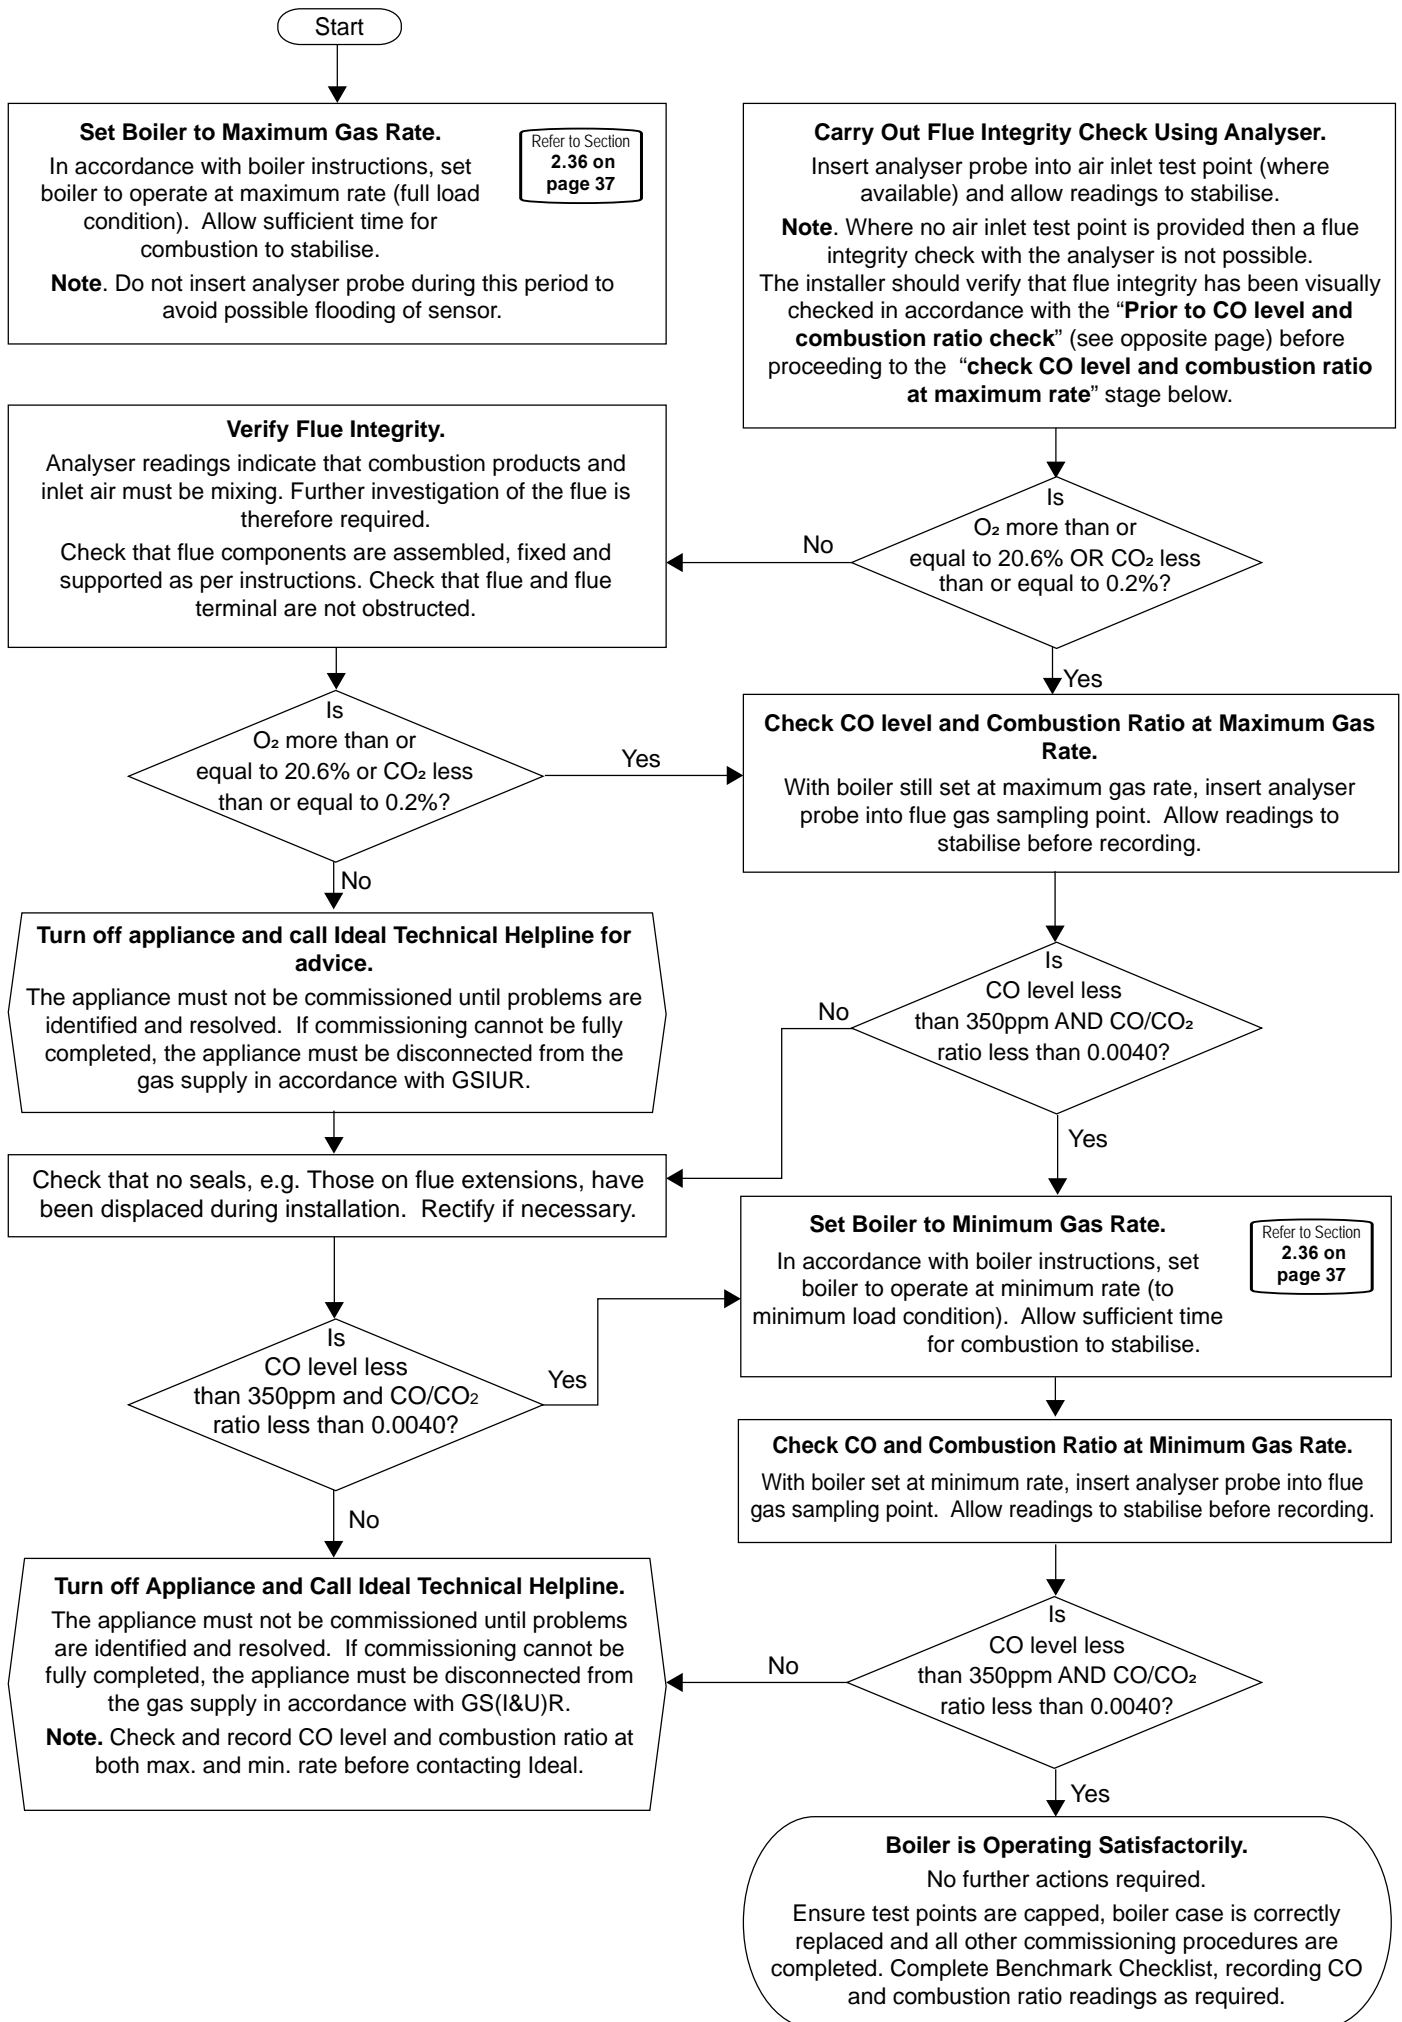 Start
Set Boiler to Maximum Gas Rate.
In accordance with boiler instructions, set
boiler to operate at maximum rate (full load
condition). Allow sufficient time for
combustion to stabilise.
Note. Do not insert analyser probe during this period to
avoid possible flooding of sensor.
Refer to Section
2.36 on
page 37
Carry Out Flue Integrity Check Using Analyser.
Insert analyser probe into air inlet test point (where
available) and allow readings to stabilise.
Note. Where no air inlet test point is provided then a flue
integrity check with the analyser is not possible.
The installer should verify that flue integrity has been visually
checked in accordance with the “Prior to CO level and
combustion ratio check” (see opposite page) before
proceeding to the “check CO level and combustion ratio
at maximum rate” stage below.
Is
O₂ more than or
equal to 20.6% OR CO₂ less
than or equal to 0.2%?
No
Yes
Verify Flue Integrity.
Analyser readings indicate that combustion products and
inlet air must be mixing. Further investigation of the flue is
therefore required.
Check that flue components are assembled, fixed and
supported as per instructions. Check that flue and flue
terminal are not obstructed.
Is
O₂ more than or
equal to 20.6% or CO₂ less
than or equal to 0.2%?
Yes
No
Check CO level and Combustion Ratio at Maximum Gas
Rate.
With boiler still set at maximum gas rate, insert analyser
probe into flue gas sampling point. Allow readings to
stabilise before recording.
Turn off appliance and call Ideal Technical Helpline for
advice.
The appliance must not be commissioned until problems are
identified and resolved. If commissioning cannot be fully
completed, the appliance must be disconnected from the
gas supply in accordance with GSIUR.
Is
CO level less
than 350ppm AND CO/CO₂
ratio less than 0.0040?
No
Yes
Check that no seals, e.g. Those on flue extensions, have
been displaced during installation. Rectify if necessary.
Set Boiler to Minimum Gas Rate.
In accordance with boiler instructions, set
boiler to operate at minimum rate (to
minimum load condition). Allow sufficient time
for combustion to stabilise.
Refer to Section
2.36 on
page 37
Is
CO level less
than 350ppm and CO/CO₂
ratio less than 0.0040?
Yes
No
Check CO and Combustion Ratio at Minimum Gas Rate.
With boiler set at minimum rate, insert analyser probe into flue
gas sampling point. Allow readings to stabilise before recording.
Turn off Appliance and Call Ideal Technical Helpline.
The appliance must not be commissioned until problems
are identified and resolved. If commissioning cannot be
fully completed, the appliance must be disconnected from
the gas supply in accordance with GS(I&U)R.
Note. Check and record CO level and combustion ratio at
both max. and min. rate before contacting Ideal.
Is
CO level less
than 350ppm AND CO/CO₂
ratio less than 0.0040?
No
Yes
Boiler is Operating Satisfactorily.
No further actions required.
Ensure test points are capped, boiler case is correctly
replaced and all other commissioning procedures are
completed. Complete Benchmark Checklist, recording CO
and combustion ratio readings as required.